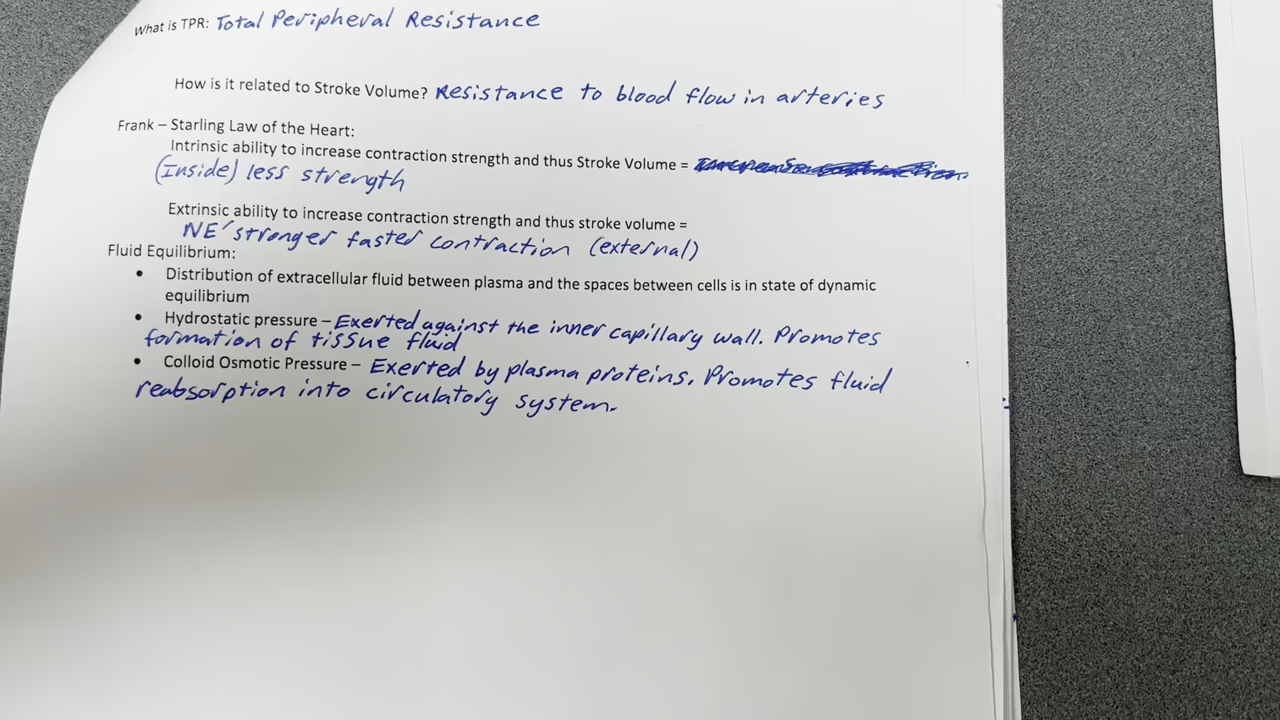 What is TPR: Total Peripheral Resistance
How is it related to Stroke Volume? Resistance to blood flow in arteries
Frank – Starling Law of the Heart:
Intrinsic ability to increase contraction strength and thus Stroke Volume =
(Inside) less strength
Extrinsic ability to increase contraction strength and thus stroke volume =
NE stronger faster contraction (external)
Fluid Equilibrium:
• Distribution of extracellular fluid between plasma and the spaces between cells is in state of dynamic
equilibrium
• Hydrostatic pressure – Exerted against the inner capillary wall. Promotes
formation of tissue fluid
• Colloid Osmotic Pressure – Exerted by plasma proteins. Promotes fluid
reabsorption into circulatory system.